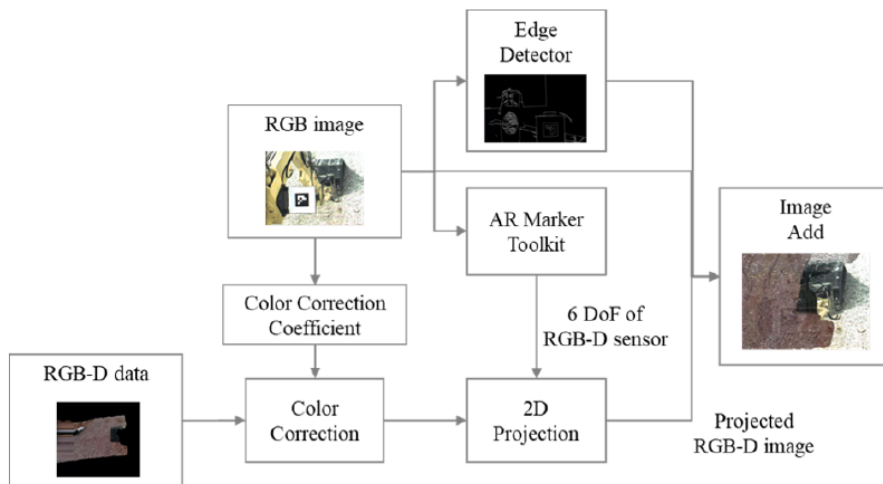 Edge
Detector
RGB image
AR Marker
Toolkit
Image
Add
Color Correction
Coefficient
6 DoF of
RGB-D sensor
RGB-D data
Color
Correction
2D
Projection
Projected
RGB-D image